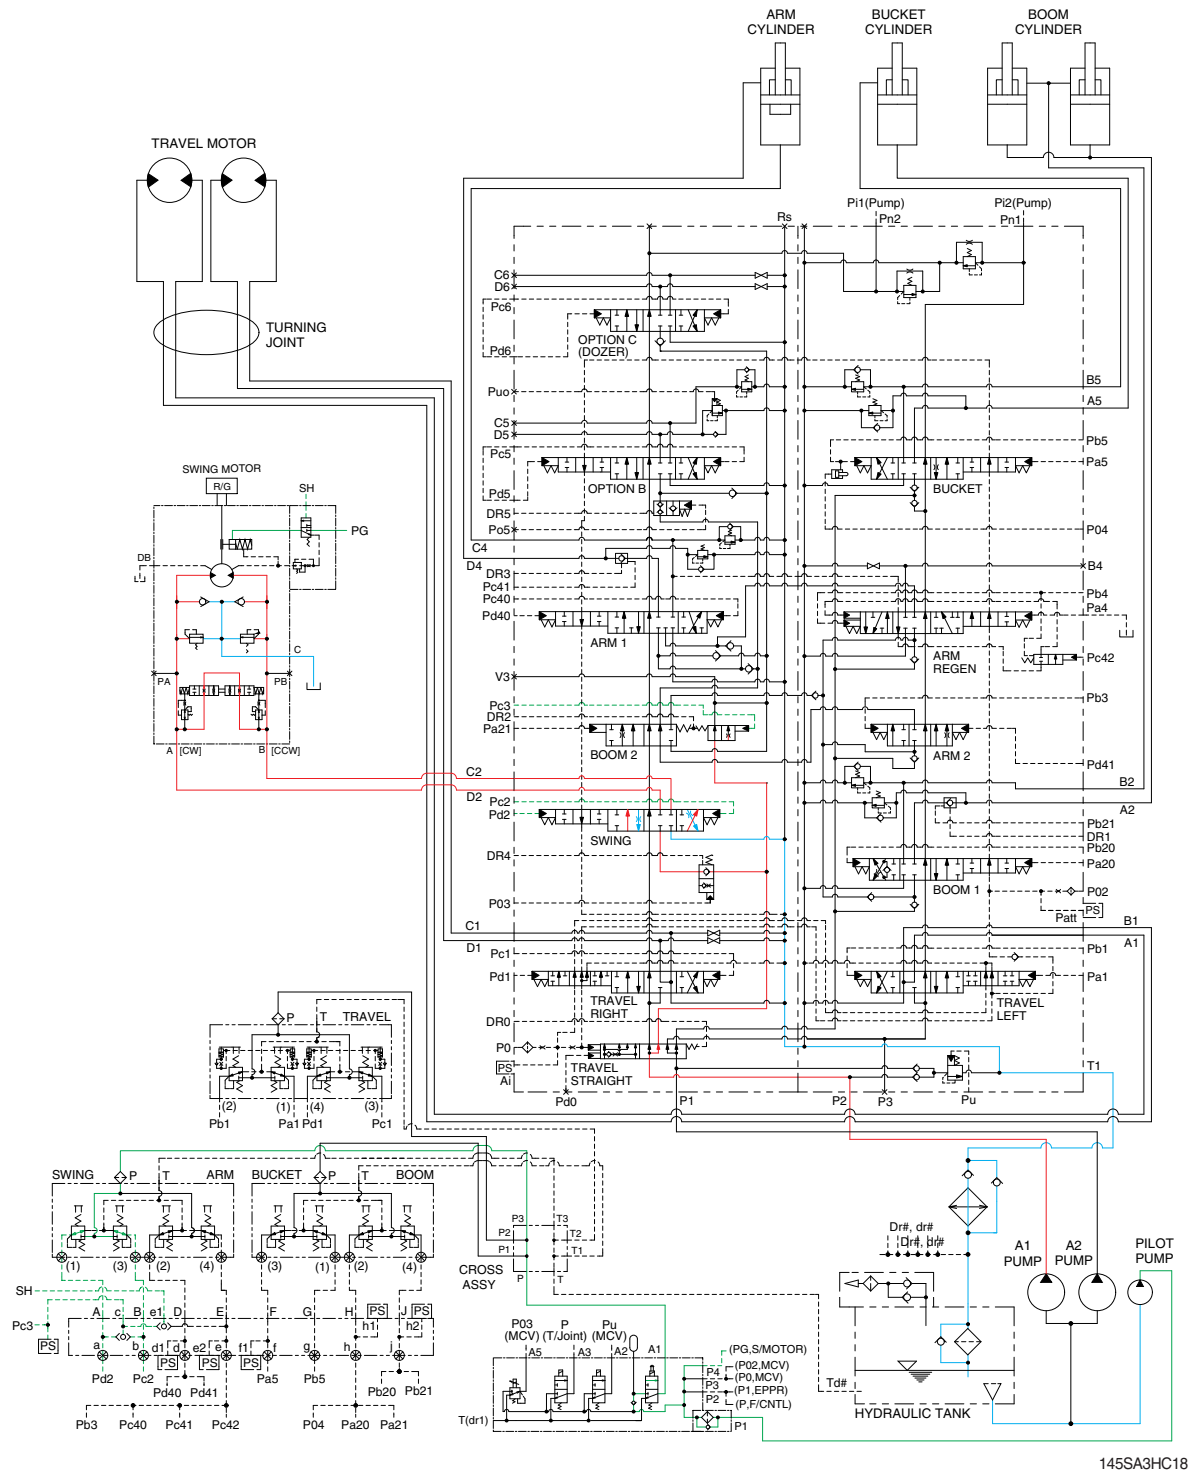 ARM
CYLINDER
BUCKET
CYLINDER
BOOM
CYLINDER
TRAVEL MOTOR
TURNING
JOINT
Pi1(Pump)
Pn2
Pi2(Pump)
Pn1
Rs
C6
D6
Pc6
Pd6
OPTION C
(DOZER)
Puo
C5
D5
Pc5
Pd5
OPTION B
DR5
Po5
C4
D4
DR3
Pc41
Pc40
Pd40
ARM 1
V3
Pc3
DR2
Pa21
BOOM 2
C2
D2
Pc2
Pd2
SWING
DR4
P03
C1
D1
Pc1
Pd1
TRAVEL
RIGHT
DR0
P0
PS
Ai
TRAVEL
STRAIGHT
Pd0
P1
P2
P3
Pu
B5
A5
Pb5
Pa5
BUCKET
P04
B4
Pb4
Pa4
ARM
REGEN
Pc42
Pb3
ARM 2
Pd41
B2
A2
Pb21
DR1
Pb20
Pa20
BOOM 1
P02
PS
Patt
B1
A1
Pb1
Pa1
TRAVEL
LEFT
T1
SWING MOTOR
R/G
SH
PG
DB
C
PA
PB
A [CW]
B [CCW]
P T TRAVEL
(2) (1) (4) (3)
Pb1 Pa1 Pd1 Pc1
SWING P T ARM
BUCKET P T BOOM
(1) (3) (2) (4)
(3) (1) (2) (4)
SH
Pc3
PS
A c B e1 D E F G H PS J PS
h1 h2
a b d1 d e2 e f1 f g h j
PS PS PS
Pd2 Pc2 Pd40 Pd41 Pa5 Pb5 Pb20 Pb21
Pb3 Pc40 Pc41 Pc42 P04 Pa20 Pa21
P3 T3
P2 T2
P1 T1
CROSS
ASSY
P T
P03
(MCV)
P
(T/Joint)
Pu
(MCV)
A5 A3 A2 A1
(PG,S/MOTOR)
P4 (P02,MCV)
(P0,MCV)
P3 (P1,EPPR)
P2 (P,F/CNTL)
T(dr1)
P1
Dr#, dr#
Dr#, dr#
Td#
HYDRAULIC TANK
A1
PUMP
A2
PUMP
PILOT
PUMP
145SA3HC18